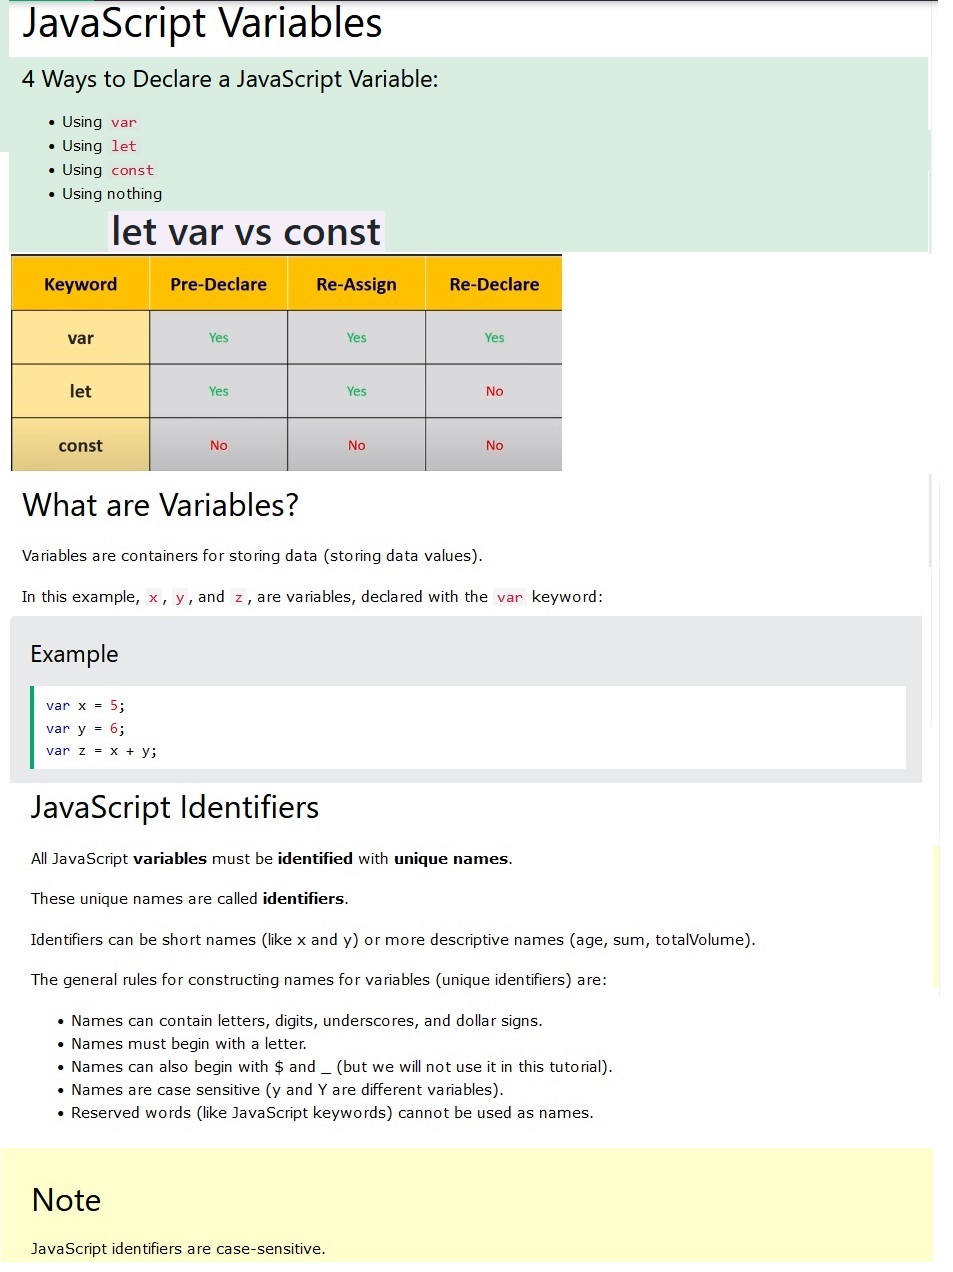 JavaScript Variables
4 Ways to Declare a JavaScript Variable:
• Using var
• Using let
• Using const
• Using nothing
let var vs const
Keyword Pre-Declare Re-Assign Re-Declare
var Yes Yes Yes
let Yes Yes No
const No No No
What are Variables?
Variables are containers for storing data (storing data values).
In this example, x, y, and z, are variables, declared with the var keyword:
Example
var x = 5;
var y = 6;
var z = x + y;
JavaScript Identifiers
All JavaScript variables must be identified with unique names.
These unique names are called identifiers.
Identifiers can be short names (like x and y) or more descriptive names (age, sum, totalVolume).
The general rules for constructing names for variables (unique identifiers) are:
• Names can contain letters, digits, underscores, and dollar signs.
• Names must begin with a letter.
• Names can also begin with $ and _ (but we will not use it in this tutorial).
• Names are case sensitive (y and Y are different variables).
• Reserved words (like JavaScript keywords) cannot be used as names.
Note
JavaScript identifiers are case-sensitive.